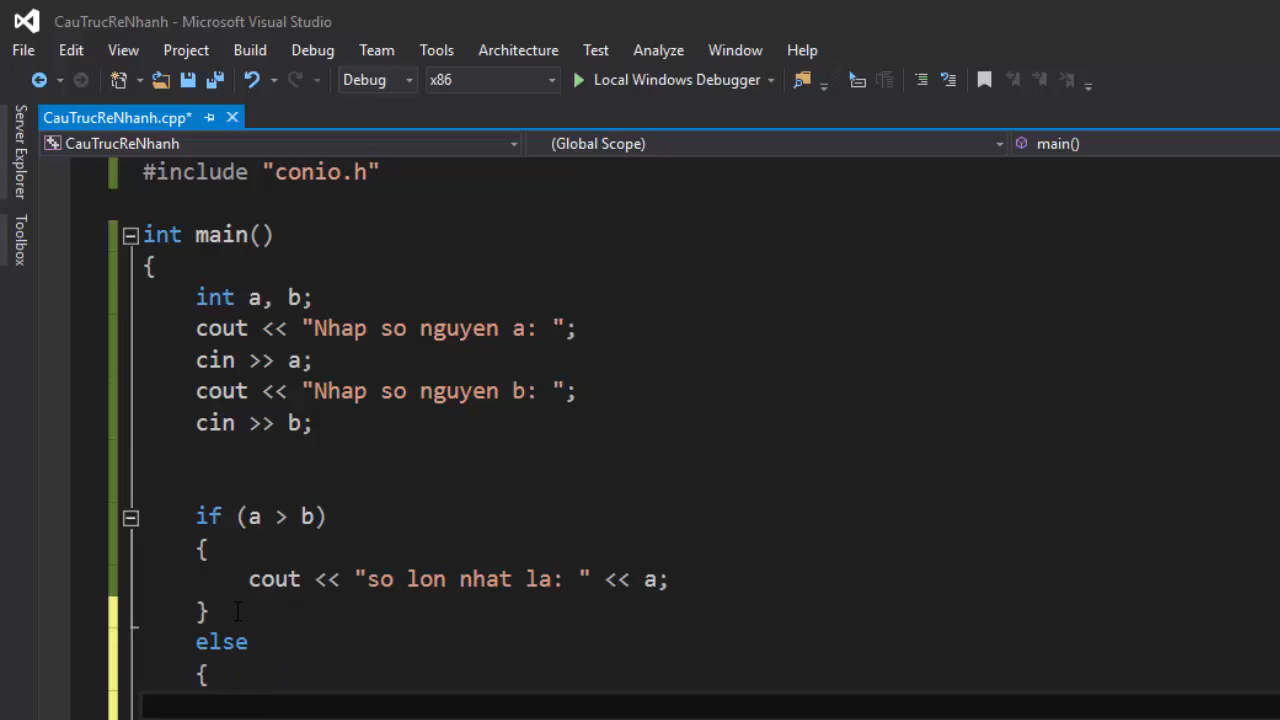 CauTrucReNhanh - Microsoft Visual Studio
File Edit View Project Build Debug Team Tools Architecture Test Analyze Window Help
Debug x86 Local Windows Debugger
CauTrucReNhanh.cpp*
CauTrucReNhanh (Global Scope) main()
Server Explorer
Toolbox
#include "conio.h"
int main()
{
int a, b;
cout << "Nhap so nguyen a: ";
cin >> a;
cout << "Nhap so nguyen b: ";
cin >> b;
if (a > b)
{
cout << "so lon nhat la: " << a;
}
else
{